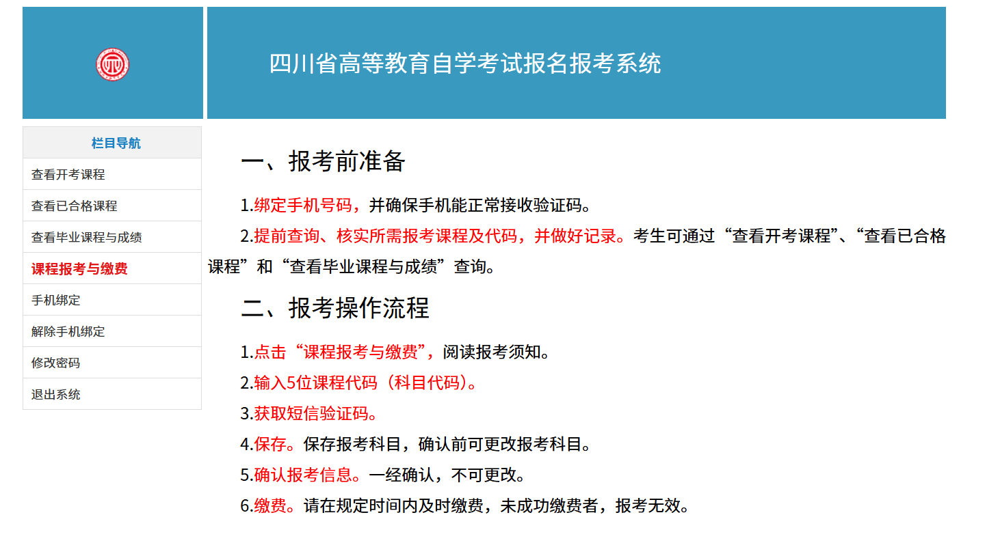 四川省高等教育自学考试报名报考系统
栏目导航
查看开考课程
查看已合格课程
查看毕业课程与成绩
课程报考与缴费
手机绑定
解除手机绑定
修改密码
退出系统
一、报考前准备
1.绑定手机号码，并确保手机能正常接收验证码。
2.提前查询、核实所需报考课程及代码，并做好记录。考生可通过“查看开考课程”、“查看已合格
课程”和“查看毕业课程与成绩”查询。
二、报考操作流程
1.点击“课程报考与缴费”，阅读报考须知。
2.输入5位课程代码（科目代码）。
3.获取短信验证码。
4.保存。保存报考科目，确认前可更改报考科目。
5.确认报考信息。一经确认，不可更改。
6.缴费。请在规定时间内及时缴费，未成功缴费者，报考无效。